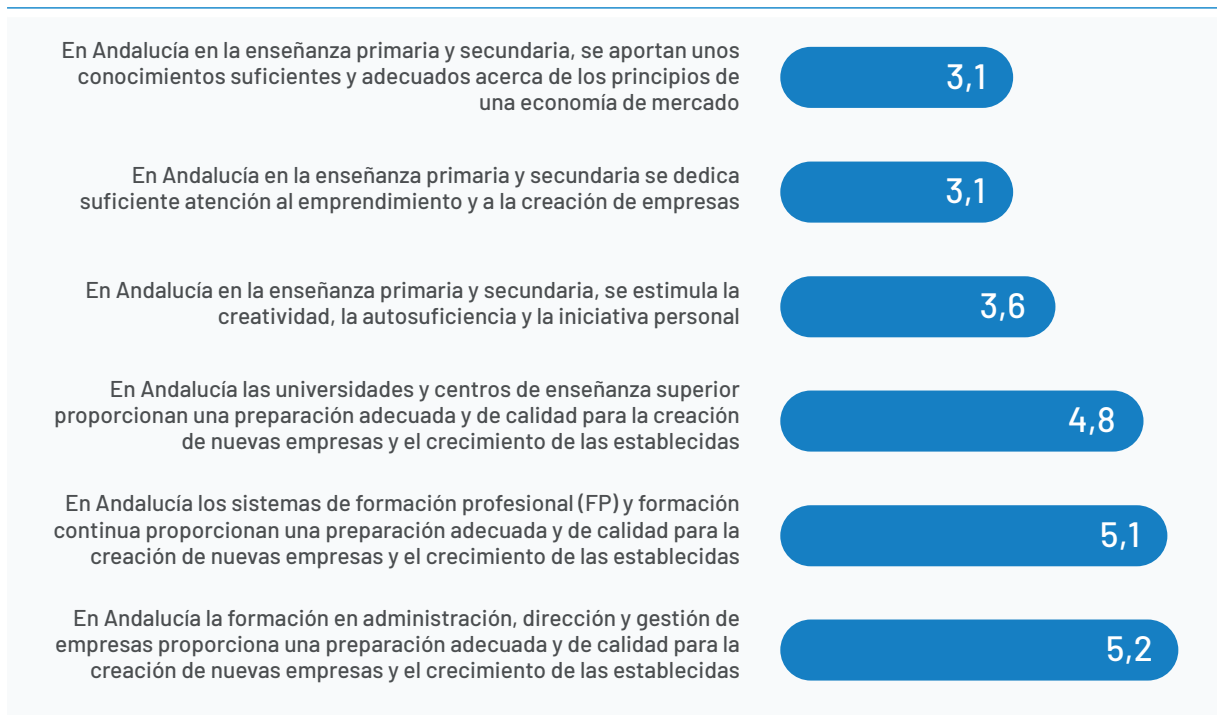 En Andalucía en la enseñanza primaria y secundaria, se aportan unos
conocimientos suficientes y adecuados acerca de los principios de
una economía de mercado
3,1
En Andalucía en la enseñanza primaria y secundaria se dedica
suficiente atención al emprendimiento y a la creación de empresas
3,1
En Andalucía en la enseñanza primaria y secundaria, se estimula la
creatividad, la autosuficiencia y la iniciativa personal
3,6
En Andalucía las universidades y centros de enseñanza superior
proporcionan una preparación adecuada y de calidad para la creación
de nuevas empresas y el crecimiento de las establecidas
4,8
En Andalucía los sistemas de formación profesional (FP) y formación
continua proporcionan una preparación adecuada y de calidad para la
creación de nuevas empresas y el crecimiento de las establecidas
5,1
En Andalucía la formación en administración, dirección y gestión de
empresas proporciona una preparación adecuada y de calidad para la
creación de nuevas empresas y el crecimiento de las establecidas
5,2